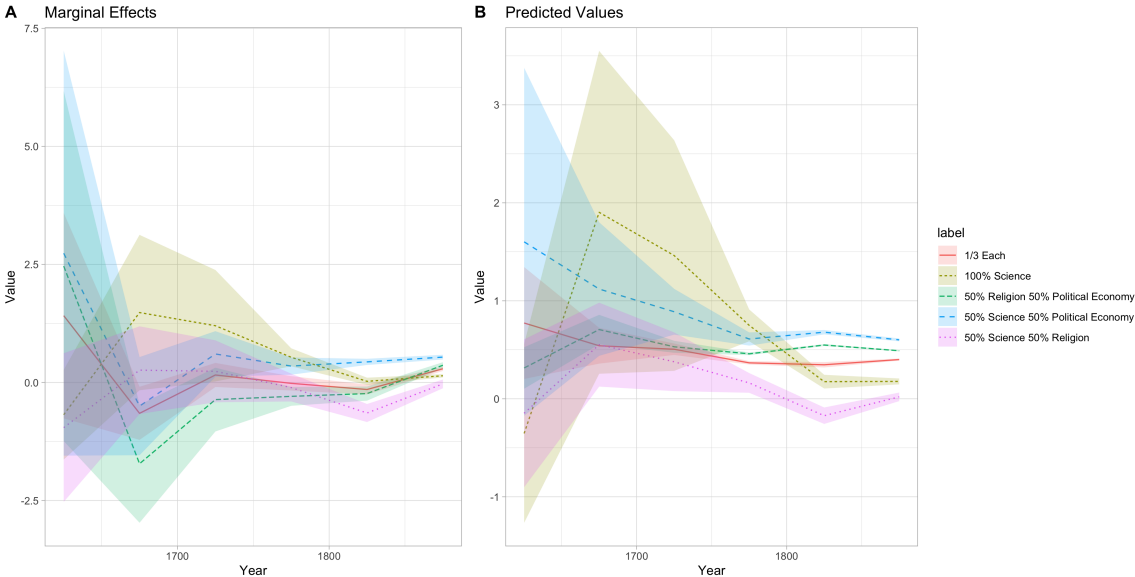 A Marginal Effects
7.5
5.0
2.5
0.0
-2.5
Value
1700
1800
Year
B Predicted Values
3
2
1
0
-1
Value
1700
1800
Year
label
1/3 Each
100% Science
50% Religion 50% Political Economy
50% Science 50% Political Economy
50% Science 50% Religion